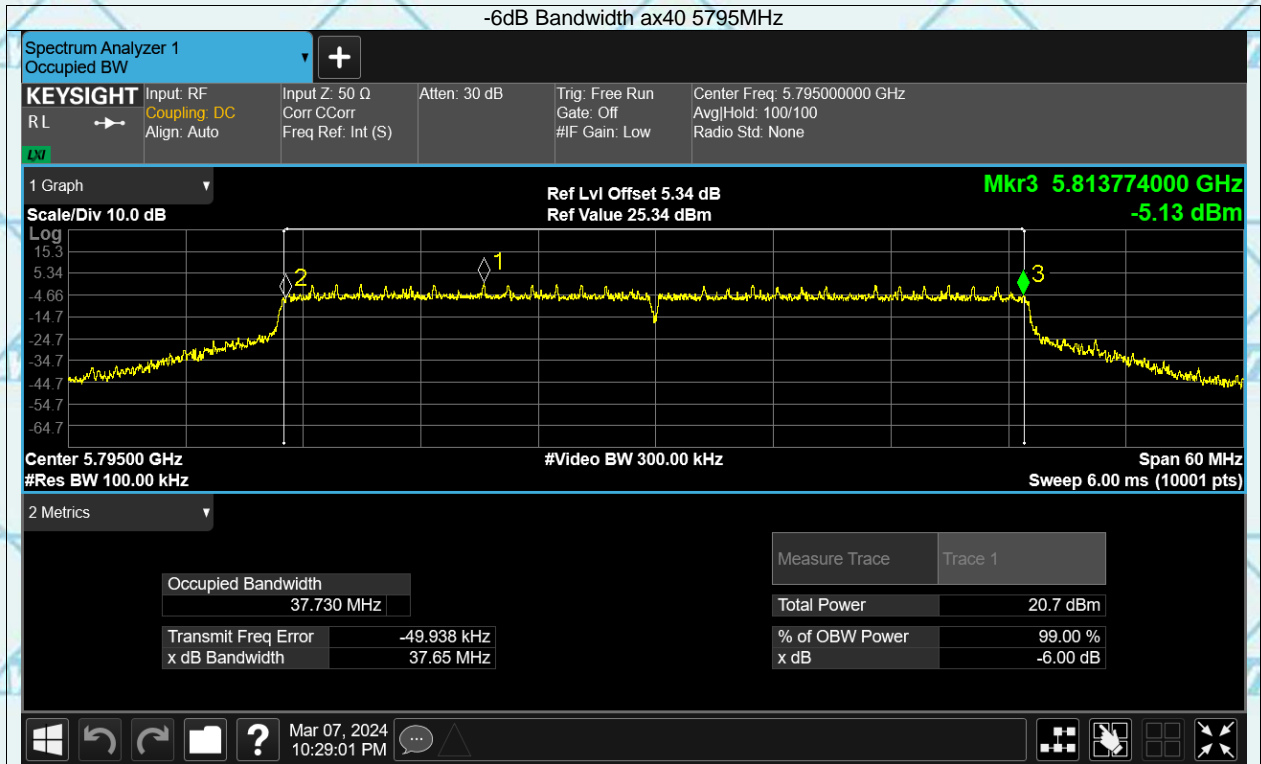 -6dB Bandwidth ax40 5795MHz
Spectrum Analyzer 1
Occupied BW
KEYSIGHT
R L
LXI
Input: RF
Coupling: DC
Align: Auto
Input Z: 50 Ω
Corr CCorr
Freq Ref: Int (S)
Atten: 30 dB
Trig: Free Run
Gate: Off
#IF Gain: Low
Center Freq: 5.795000000 GHz
Avg|Hold: 100/100
Radio Std: None
1 Graph
Scale/Div 10.0 dB
Ref Lvl Offset 5.34 dB
Ref Value 25.34 dBm
Mkr3 5.813774000 GHz
-5.13 dBm
Log
15.3
5.34
-4.66
-14.7
-24.7
-34.7
-44.7
-54.7
-64.7
2
1
3
Center 5.79500 GHz
#Video BW 300.00 kHz
Span 60 MHz
#Res BW 100.00 kHz
Sweep 6.00 ms (10001 pts)
2 Metrics
Measure Trace Trace 1
Occupied Bandwidth
37.730 MHz
Total Power 20.7 dBm
Transmit Freq Error -49.938 kHz
% of OBW Power 99.00 %
x dB Bandwidth 37.65 MHz
x dB -6.00 dB
?
Mar 07, 2024
10:29:01 PM